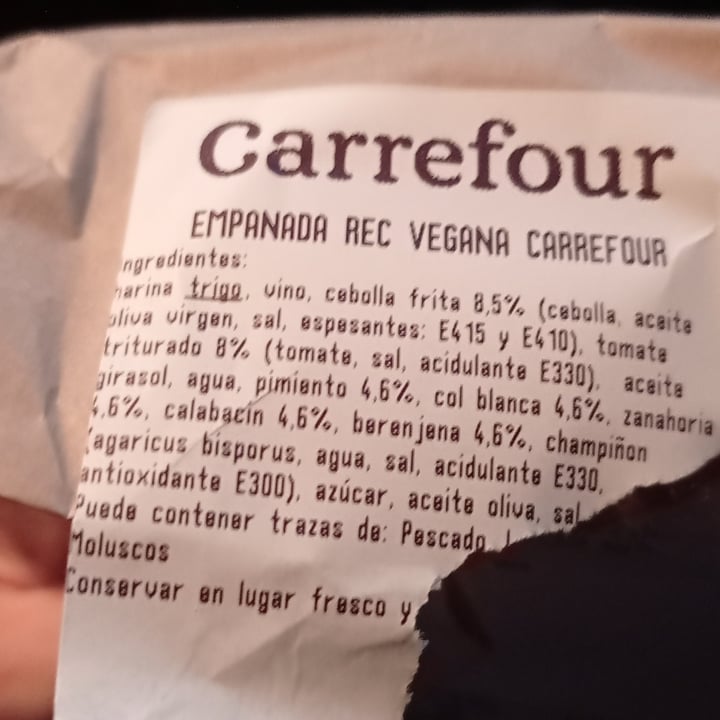 Carrefour
EMPANADA REC VEGANA CARREFOUR
ngredientes:
arina trigo, vino, cebolla frita 8,5% (cebolla, aceite
oliva virgen, sal, espesantes: E415 y E410), tomate
triturado 8% (tomate, sal, acidulante E330), aceite
girasol, agua, pimiento 4,6%, col blanca 4,6%, zanahoria
4,6%, calabacin 4,6%, berenjena 4,6%, champiñon
(agaricus bisporus, agua, sal, acidulante E330,
antioxidante E300), azúcar, aceite oliva, sal
Puede contener trazas de: Pescado,
Moluscos
Conservar en lugar fresco y